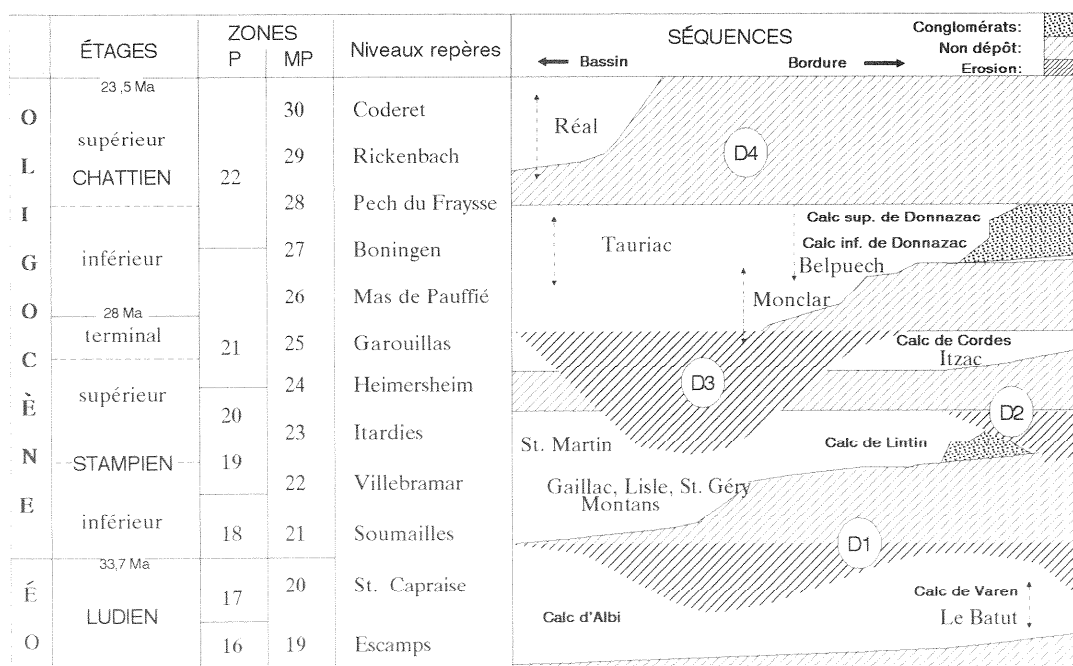 ÉTAGES
ZONES
P
MP
Niveaux repères
SÉQUENCES
Bassin
Bordure
Conglomérats:
Non dépôt:
Erosion:
OLIGOCÈNE
ÉO
23,5 Ma
supérieur
CHATTIEN
inférieur
28 Ma
terminal
supérieur
STAMPIEN
inférieur
33,7 Ma
LUDIEN
22
21
20
19
18
17
16
30
29
28
27
26
25
24
23
22
21
20
19
Coderet
Rickenbach
Pech du Fraysse
Boningen
Mas de Pauffié
Garouillas
Heimersheim
Itardies
Villebramar
Soumailles
St. Capraise
Escamps
Réal
D4
Calc sup. de Donnazac
Tauriac
Calc inf. de Donnazac
Belpuech
Monclar
Calc de Cordes
Itzac
D3
D2
St. Martin
Calc de Lintin
Gaillac, Lisle, St. Géry
Montans
D1
Calc de Varen
Calc d'Albi
Le Batut